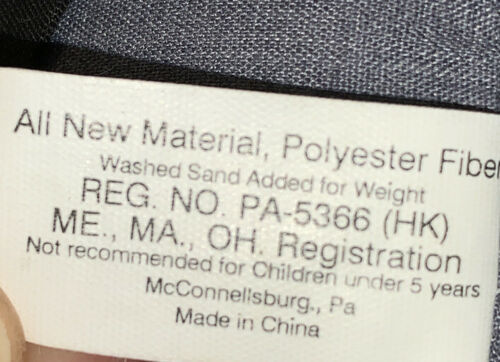 All New Material, Polyester Fiber
Washed Sand Added for Weight
REG. NO. PA-5366 (HK)
ME., MA., OH. Registration
Not recommended for Children under 5 years
McConnellsburg., Pa
Made in China